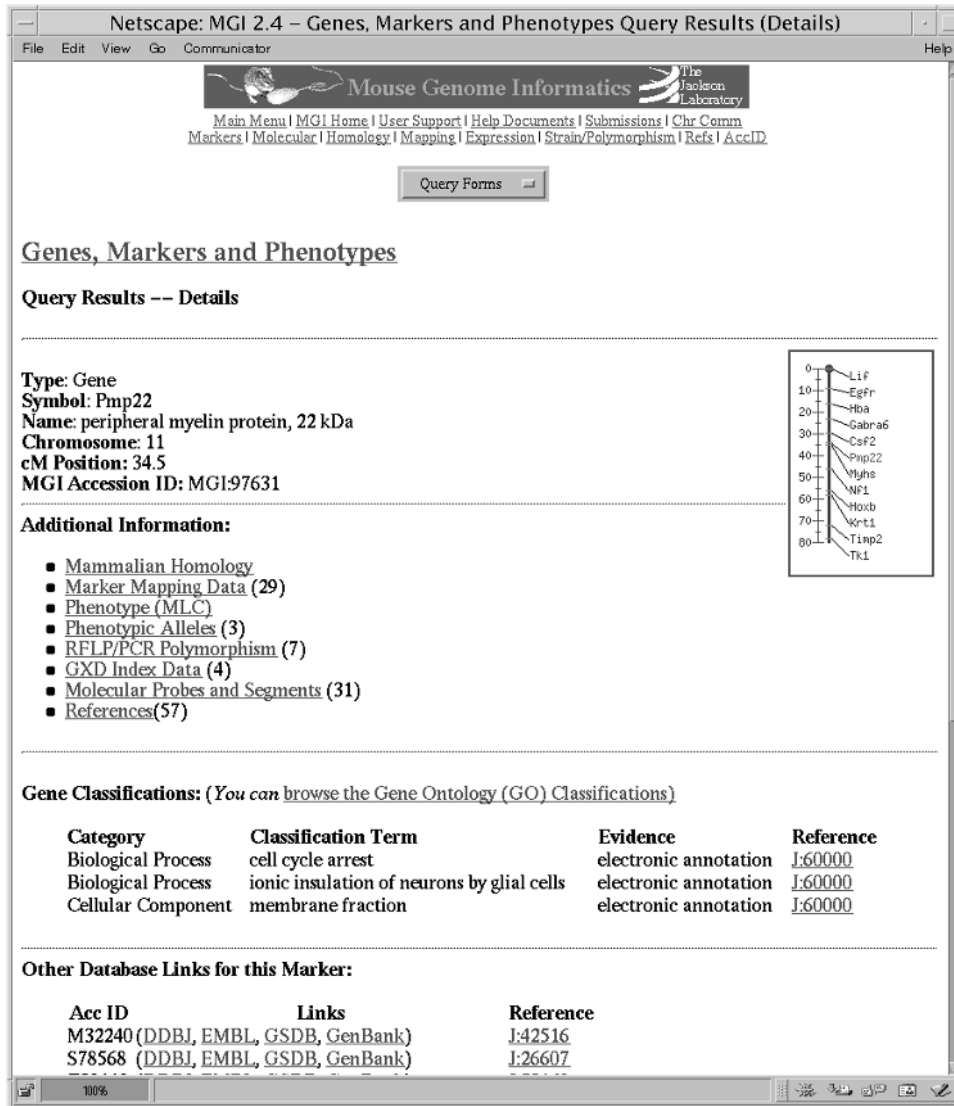 Netscape: MGI 2.4 – Genes, Markers and Phenotypes Query Results (Details)
File Edit View Go Communicator Help
Mouse Genome Informatics
The
Jackson
Laboratory
Main Menu | MGI Home | User Support | Help Documents | Submissions | Chr Comm
Markers | Molecular | Homology | Mapping | Expression | Strain/Polymorphism | Refs | AccID
Query Forms
Genes, Markers and Phenotypes
Query Results –– Details
Type: Gene
Symbol: Pmp22
Name: peripheral myelin protein, 22 kDa
Chromosome: 11
cM Position: 34.5
MGI Accession ID: MGI:97631
0
10
20
30
40
50
60
70
80
Lif
Egfr
Hba
Gabra6
Csf2
Pmp22
Myhs
Nf1
Hoxb
Krt1
Timp2
Tk1
Additional Information:
Mammalian Homology
Marker Mapping Data (29)
Phenotype (MLC)
Phenotypic Alleles (3)
RFLP/PCR Polymorphism (7)
GXD Index Data (4)
Molecular Probes and Segments (31)
References(57)
Gene Classifications: (You can browse the Gene Ontology (GO) Classifications)
Category Classification Term Evidence Reference
Biological Process cell cycle arrest electronic annotation J:60000
Biological Process ionic insulation of neurons by glial cells electronic annotation J:60000
Cellular Component membrane fraction electronic annotation J:60000
Other Database Links for this Marker:
Acc ID Links Reference
M32240 (DDBJ, EMBL, GSDB, GenBank) J:42516
S78568 (DDBJ, EMBL, GSDB, GenBank) J:26607
100%